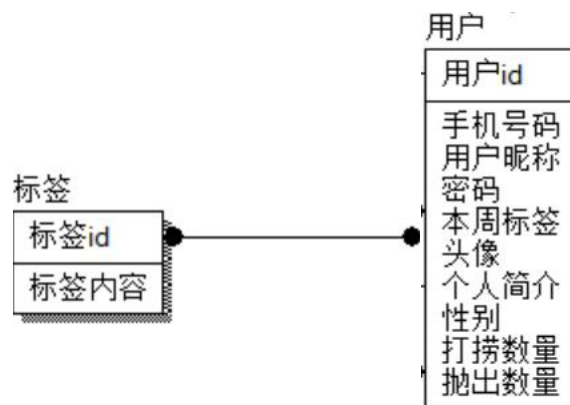 用户
用户id
手机号码
用户昵称
密码
本周标签
头像
个人简介
性别
打捞数量
抛出数量
标签
标签id
标签内容